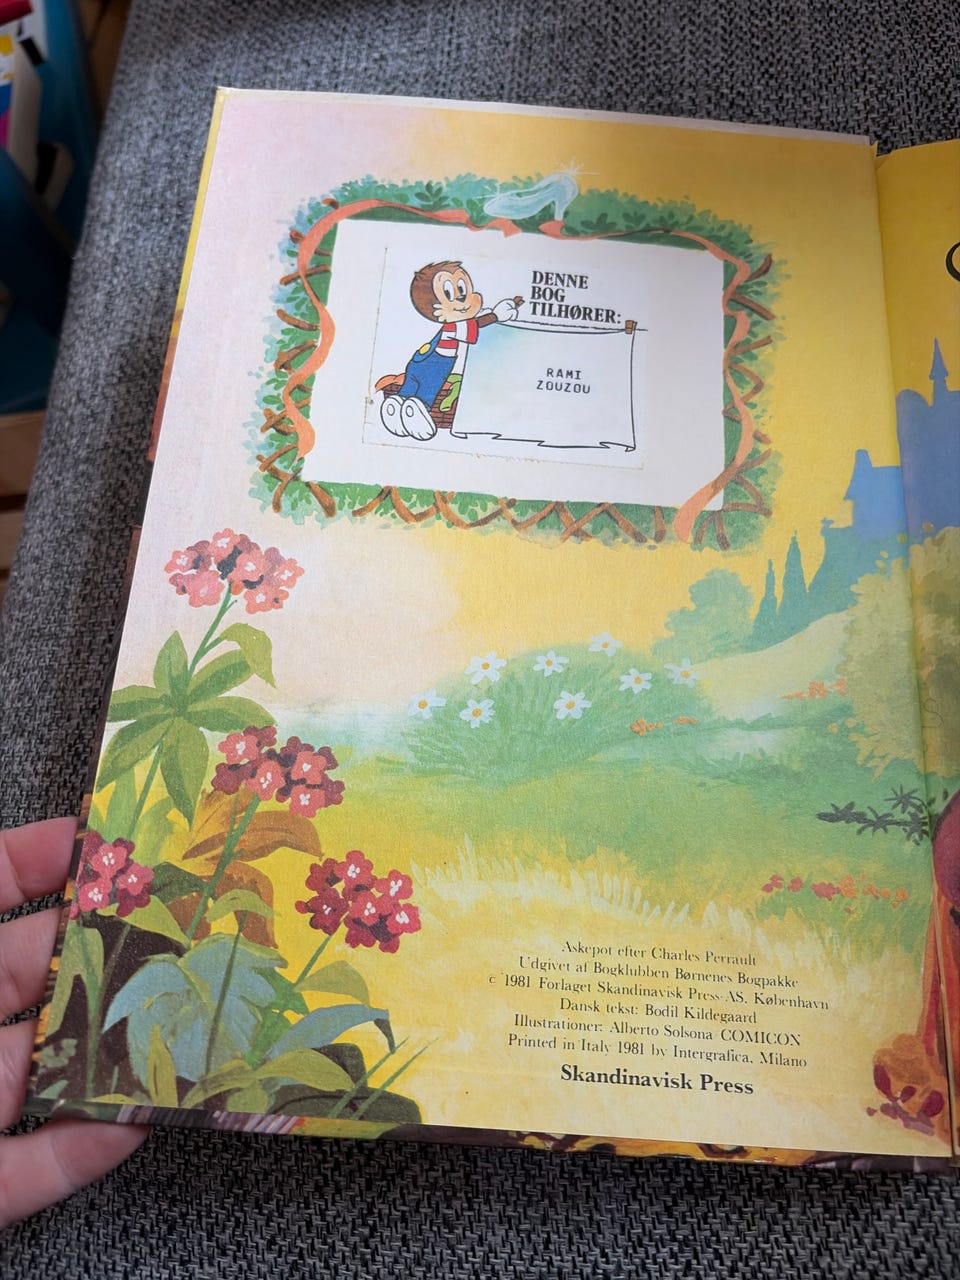 DENNE
BOG
TILHØRER:
RAMI
ZOUZOU
Askepot efter Charles Perrault
Udgivet af Bogklubben Børnenes Bogpakke
c 1981 Forlaget Skandinavisk Press AS. København
Dansk tekst: Bodil Kildegaard
Illustrationer: Alberto Solsona COMICON
Printed in Italy 1981 by Intergrafica, Milano
Skandinavisk Press